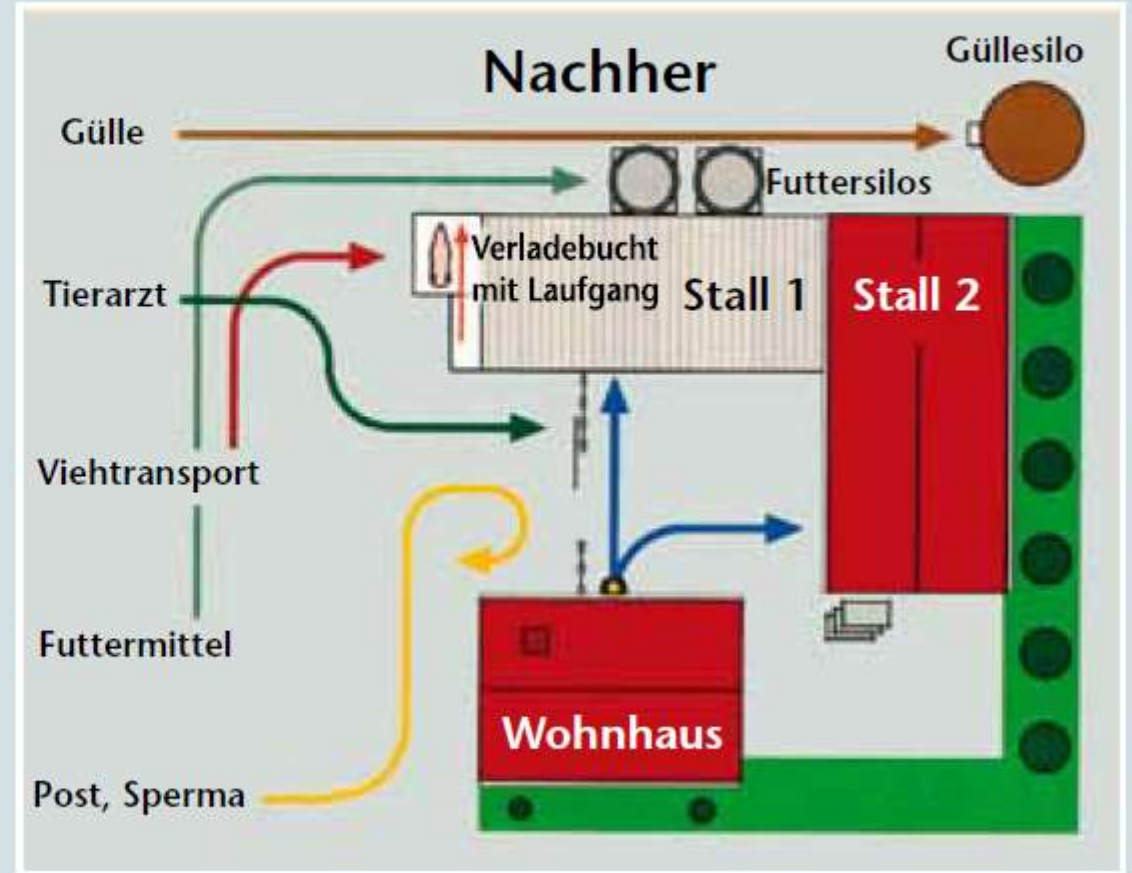 Nachher
Güllesilo
Gülle
Futtersilos
Verladebucht
mit Laufgang
Stall 1
Stall 2
Tierarzt
Viehtransport
Futtermittel
Wohnhaus
Post, Sperma